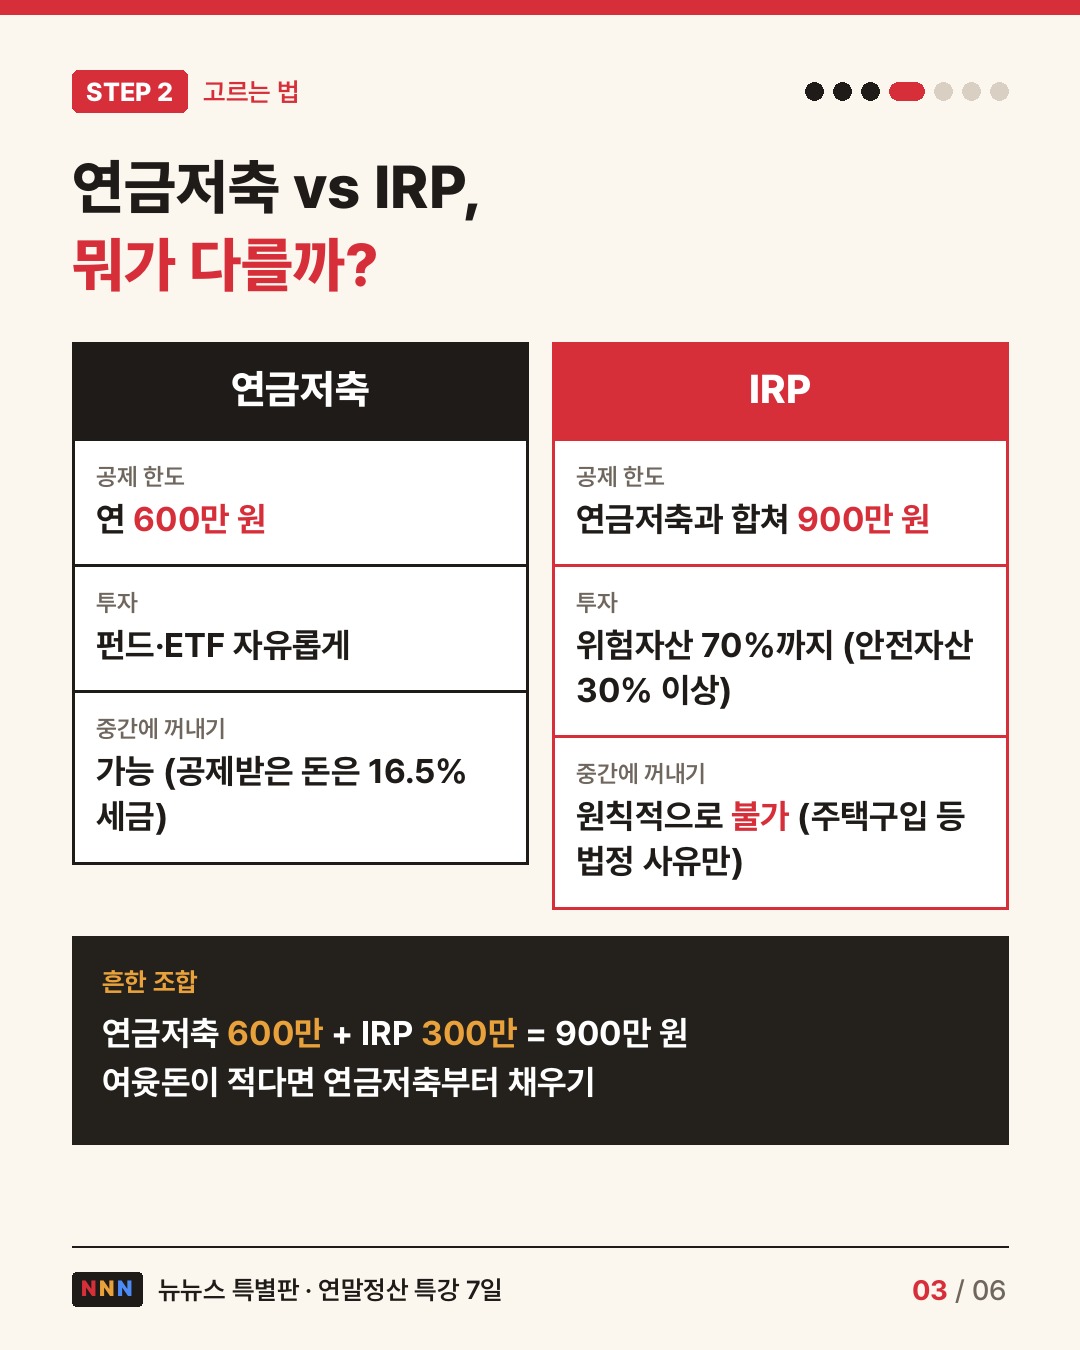 STEP 2 고르는 법
연금저축 vs IRP,
뭐가 다를까?
연금저축
공제 한도
연 600만 원
투자
펀드·ETF 자유롭게
중간에 꺼내기
가능 (공제받은 돈은 16.5%
세금)
IRP
공제 한도
연금저축과 합쳐 900만 원
투자
위험자산 70%까지 (안전자산
30% 이상)
중간에 꺼내기
원칙적으로 불가 (주택구입 등
법정 사유만)
흔한 조합
연금저축 600만 + IRP 300만 = 900만 원
여윳돈이 적다면 연금저축부터 채우기
NNN 뉴뉴스 특별판 · 연말정산 특강 7일
03 / 06